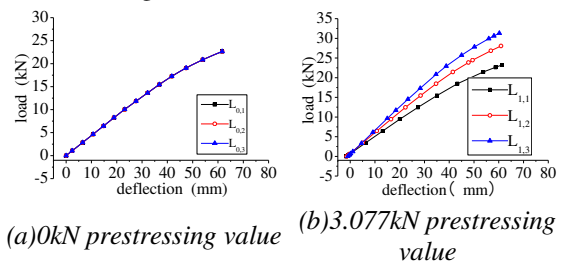 30
25
20
15
10
5
0
-5
load (kN)
L0,1
L0,2
L0,3
0 10 20 30 40 50 60 70 80
deflection (mm)
(a)0kN prestressing value
35
30
25
20
15
10
5
0
-5
load (kN)
L1,1
L1,2
L1,3
0 10 20 30 40 50 60 70 80
deflection( mm)
(b)3.077kN prestressing
value